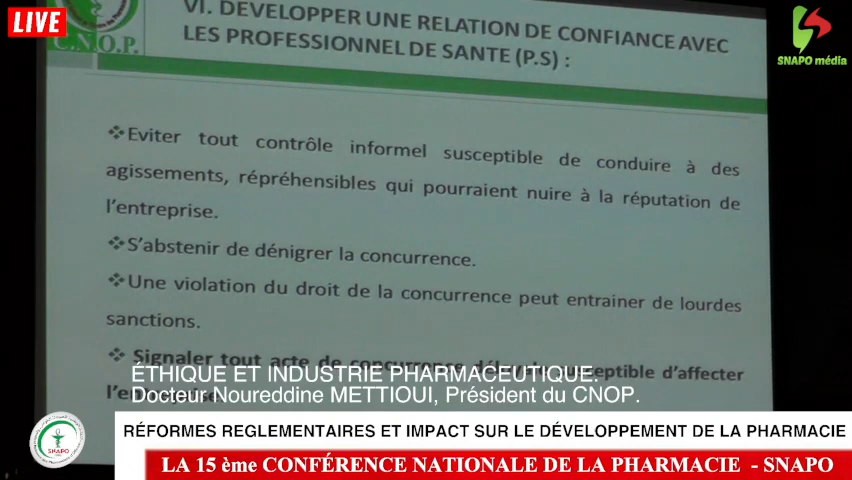 LIVE
C.N.O.P.
VI. DEVELOPPER UNE RELATION DE CONFIANCE AVEC
LES PROFESSIONNEL DE SANTE (P.S) :
SNAPO média
❖Eviter tout contrôle informel susceptible de conduire à des
agissements, répréhensibles qui pourraient nuire à la réputation de
l'entreprise.
❖S'abstenir de dénigrer la concurrence.
❖Une violation du droit de la concurrence peut entrainer de lourdes
sanctions.
❖Signaler tout acte de concurrence déloyale susceptible d'affecter
l'entreprise
ÉTHIQUE ET INDUSTRIE PHARMACEUTIQUE.
Docteur Noureddine METTIOUI, Président du CNOP.
SNAPO
RÉFORMES REGLEMENTAIRES ET IMPACT SUR LE DÉVELOPPEMENT DE LA PHARMACIE
LA 15 ème CONFÉRENCE NATIONALE DE LA PHARMACIE - SNAPO